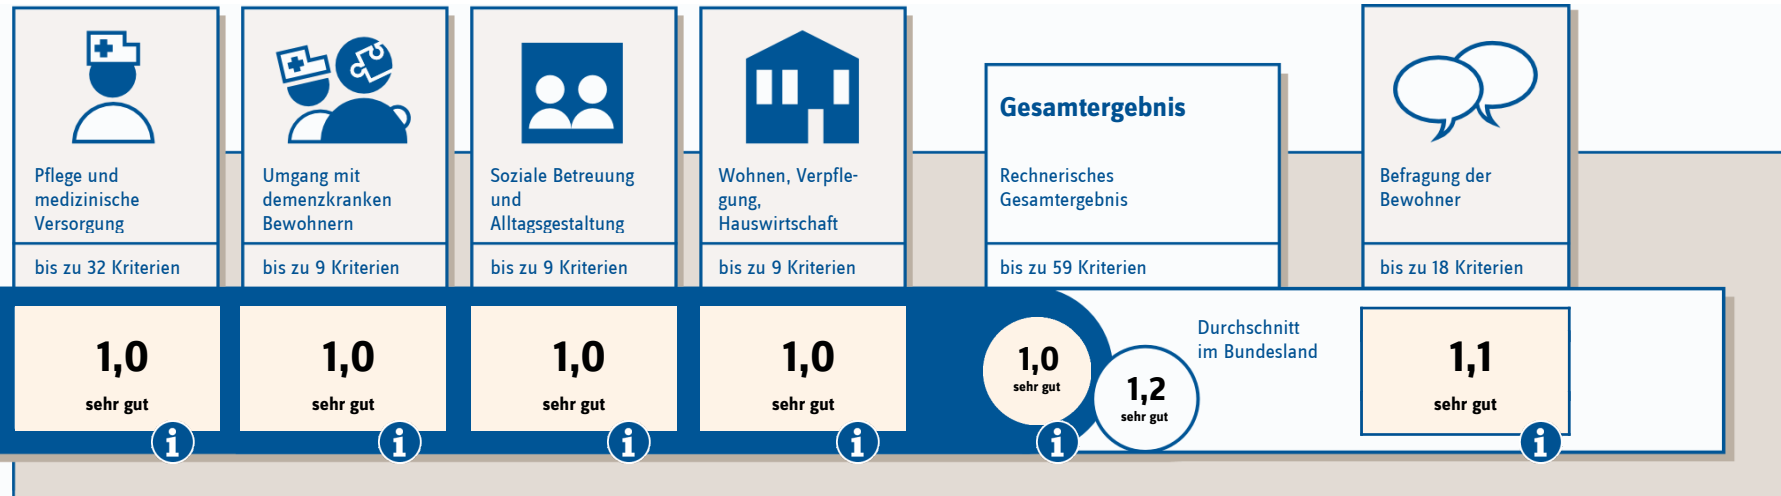 Pflege und
medizinische
Versorgung
bis zu 32 Kriterien
1,0
sehr gut
i
Umgang mit
demenzkranken
Bewohnern
bis zu 9 Kriterien
1,0
sehr gut
i
Soziale Betreuung
und
Alltagsgestaltung
bis zu 9 Kriterien
1,0
sehr gut
i
Wohnen, Verpfle-
gung,
Hauswirtschaft
bis zu 9 Kriterien
1,0
sehr gut
i
Gesamtergebnis
Rechnerisches
Gesamtergebnis
bis zu 59 Kriterien
1,0
sehr gut
i
1,2
sehr gut
Durchschnitt
im Bundesland
Befragung der
Bewohner
bis zu 18 Kriterien
1,1
sehr gut
i